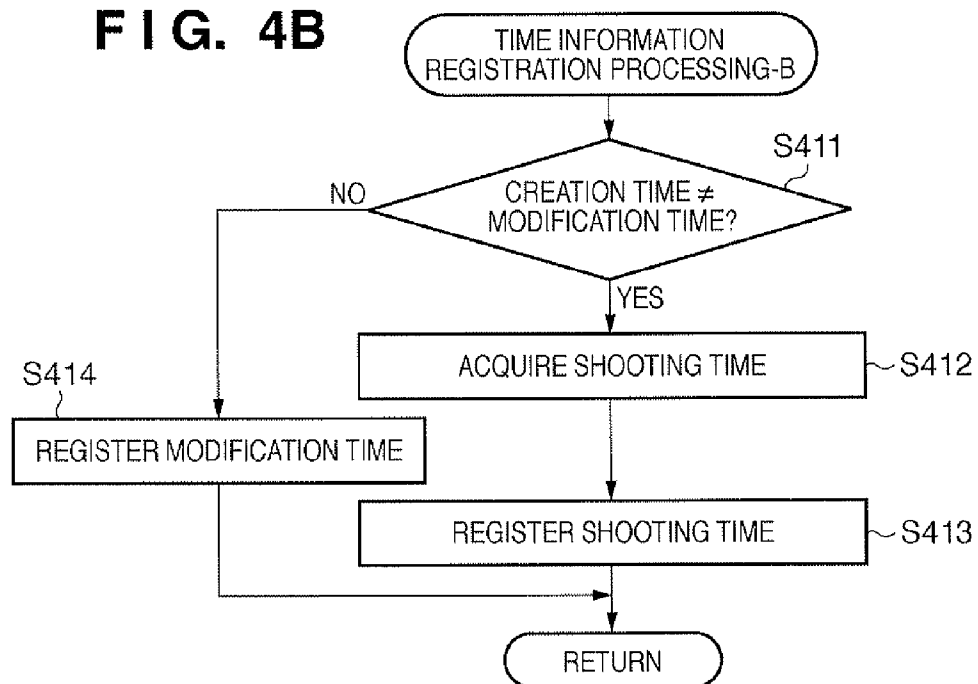 FIG. 4B
TIME INFORMATION
REGISTRATION PROCESSING-B
S411
CREATION TIME ≠
MODIFICATION TIME?
NO
YES
ACQUIRE SHOOTING TIME
S412
S414
REGISTER MODIFICATION TIME
REGISTER SHOOTING TIME
S413
RETURN